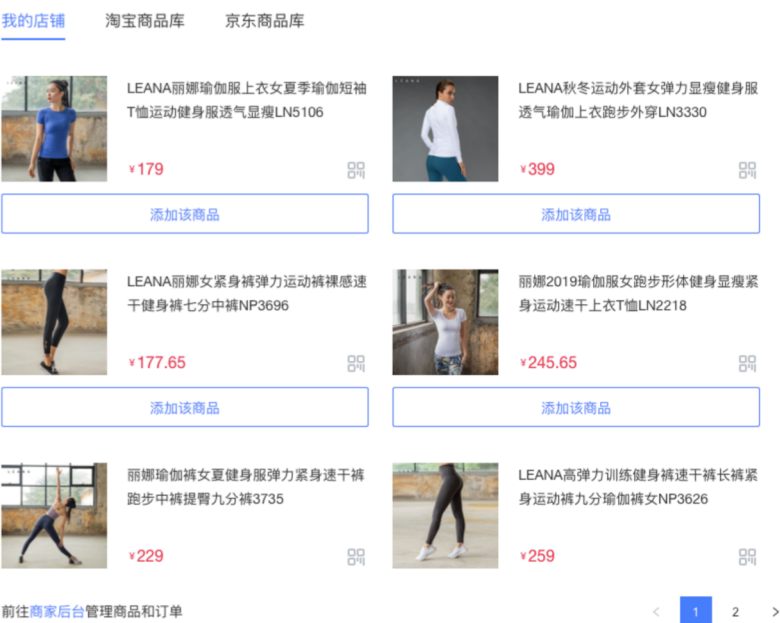 我的店铺 淘宝商品库 京东商品库
LEANA丽娜瑜伽服上衣女夏季瑜伽短袖
T恤运动健身服透气显瘦LN5106
¥179
添加该商品
LEANA
LEANA秋冬运动外套女弹力显瘦健身服
透气瑜伽上衣跑步外穿LN3330
¥399
添加该商品
LEANA丽娜女紧身裤弹力运动裤裸感速
干健身裤七分中裤NP3696
¥177.65
添加该商品
丽娜2019瑜伽服女跑步形体健身显瘦紧
身运动速干上衣T恤LN2218
¥245.65
添加该商品
丽娜瑜伽裤女夏健身服弹力紧身速干裤
跑步中裤提臀九分裤3735
¥229
LEANA高弹力训练健身裤速干裤长裤紧
身运动裤九分瑜伽裤女NP3626
¥259
前往商家后台管理商品和订单
< 1 2 >